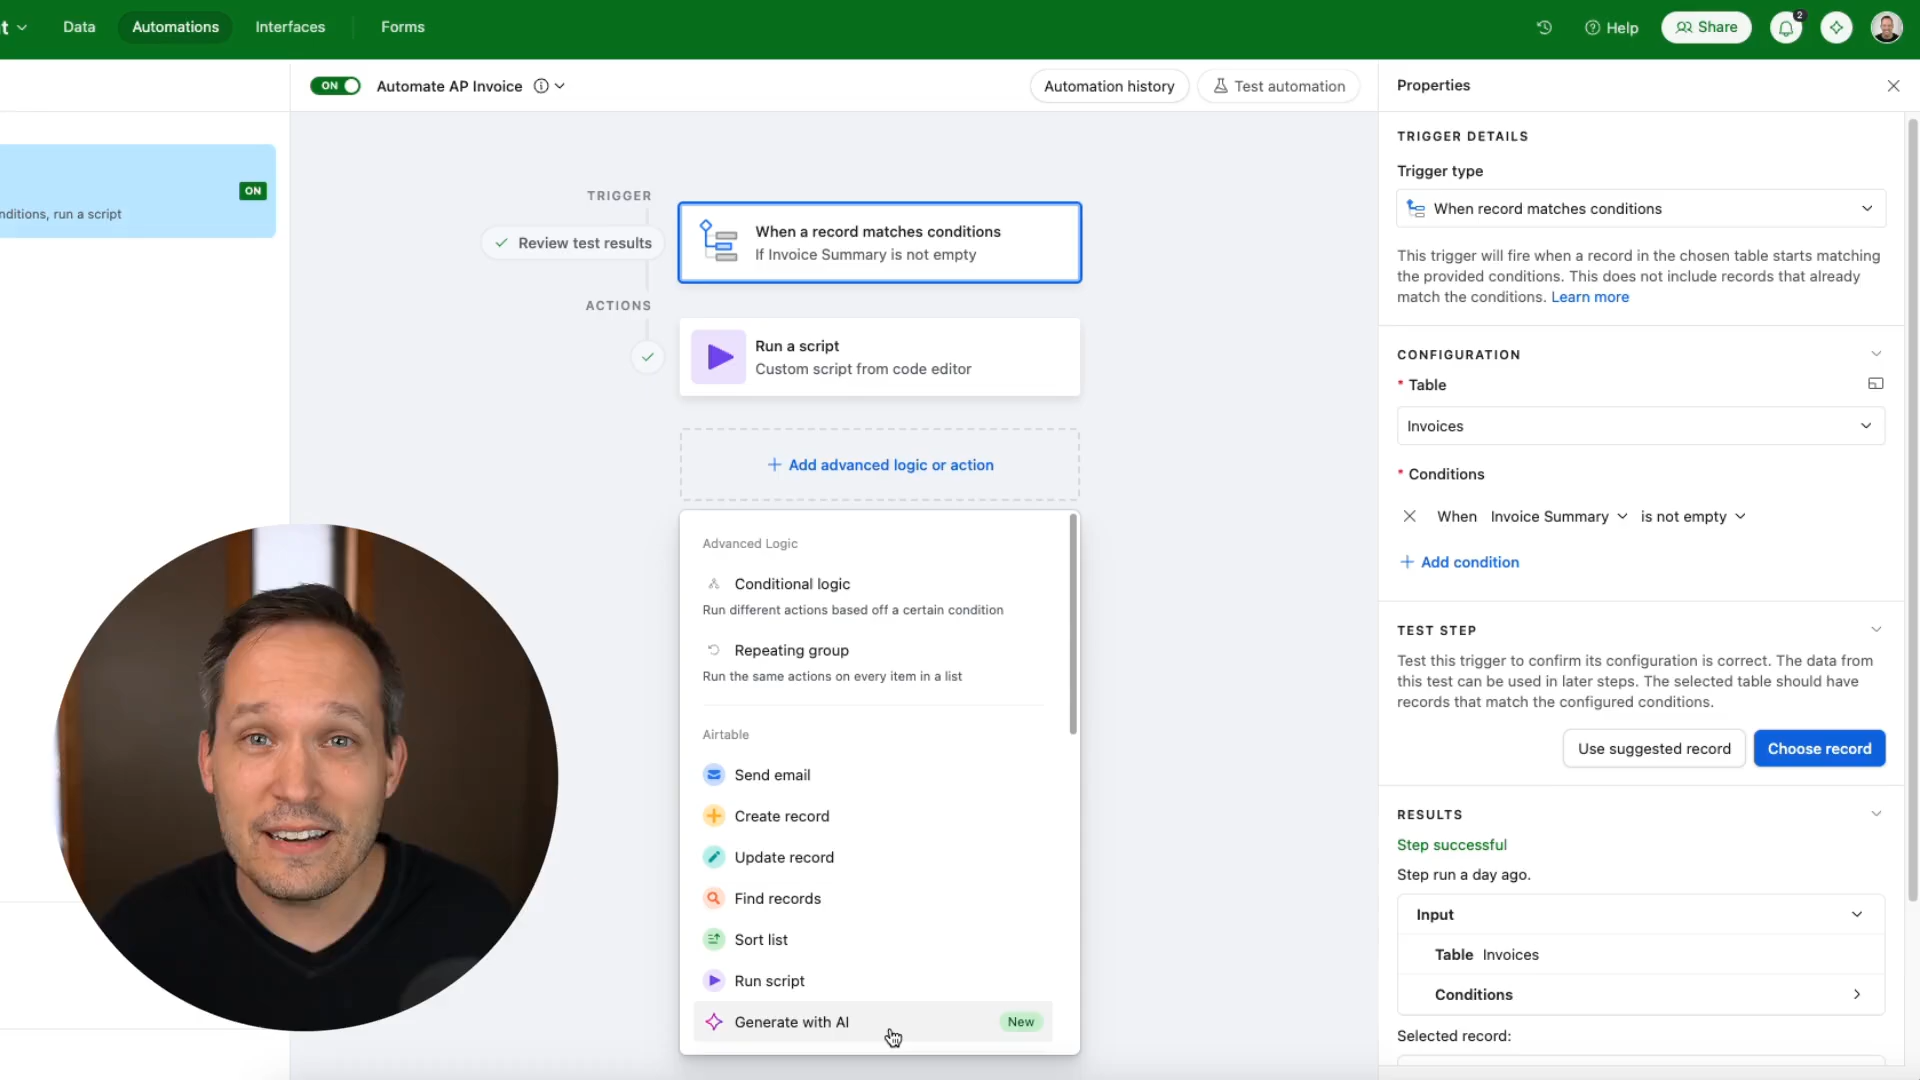 t
Data
Automations
Interfaces
Forms
Help
Share
2
ON
Automate AP Invoice
Automation history
Test automation
Properties
ON
nditions, run a script
TRIGGER
Review test results
When a record matches conditions
If Invoice Summary is not empty
ACTIONS
Run a script
Custom script from code editor
Add advanced logic or action
Advanced Logic
Conditional logic
Run different actions based off a certain condition
Repeating group
Run the same actions on every item in a list
Airtable
Send email
Create record
Update record
Find records
Sort list
Run script
Generate with AI
New
TRIGGER DETAILS
Trigger type
When record matches conditions
This trigger will fire when a record in the chosen table starts matching
the provided conditions. This does not include records that already
match the conditions. Learn more
CONFIGURATION
* Table
Invoices
* Conditions
When Invoice Summary is not empty
Add condition
TEST STEP
Test this trigger to confirm its configuration is correct. The data from
this test can be used in later steps. The selected table should have
records that match the configured conditions.
Use suggested record
Choose record
RESULTS
Step successful
Step run a day ago.
Input
Table Invoices
Conditions
Selected record: